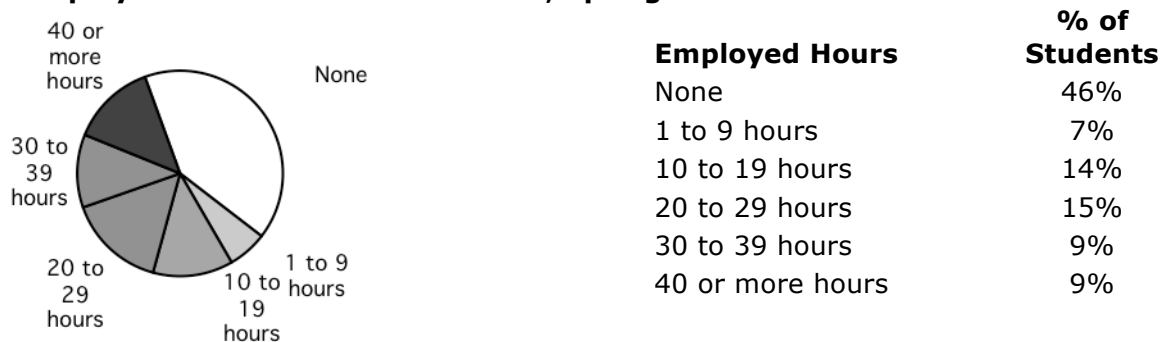 40 or
more
hours
None
30 to
39
hours
20 to
29
hours
10 to
19
hours
1 to 9
hours
% of
Employed Hours Students
None 46%
1 to 9 hours 7%
10 to 19 hours 14%
20 to 29 hours 15%
30 to 39 hours 9%
40 or more hours 9%